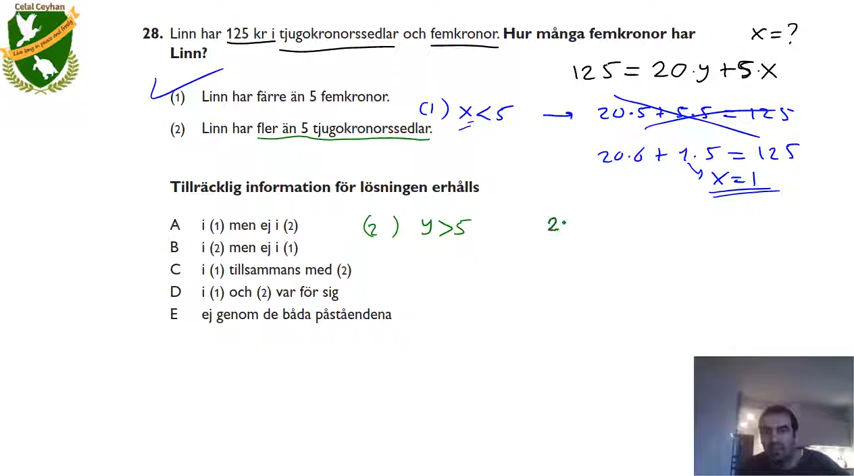 Celal Ceyhan
28. Linn har 125 kr i tjugokronorssedlar och femkronor. Hur många femkronor har
Linn?
x = ?
125 = 20·y + 5·x
(1) Linn har färre än 5 femkronor.
(1) x < 5 → 20·5 + 5·5 = 125
(2) Linn har fler än 5 tjugokronorssedlar.
20·6 + 1·5 = 125
x = 1
Tillräcklig information för lösningen erhålls
A i (1) men ej i (2)
(2) y > 5
2·
B i (2) men ej i (1)
C i (1) tillsammans med (2)
D i (1) och (2) var för sig
E ej genom de båda påståendena